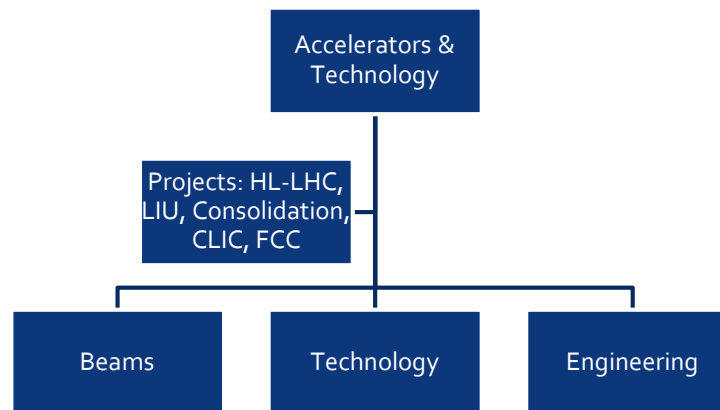 Accelerators &
Technology
Projects: HL-LHC,
LIU, Consolidation,
CLIC, FCC
Beams
Technology
Engineering